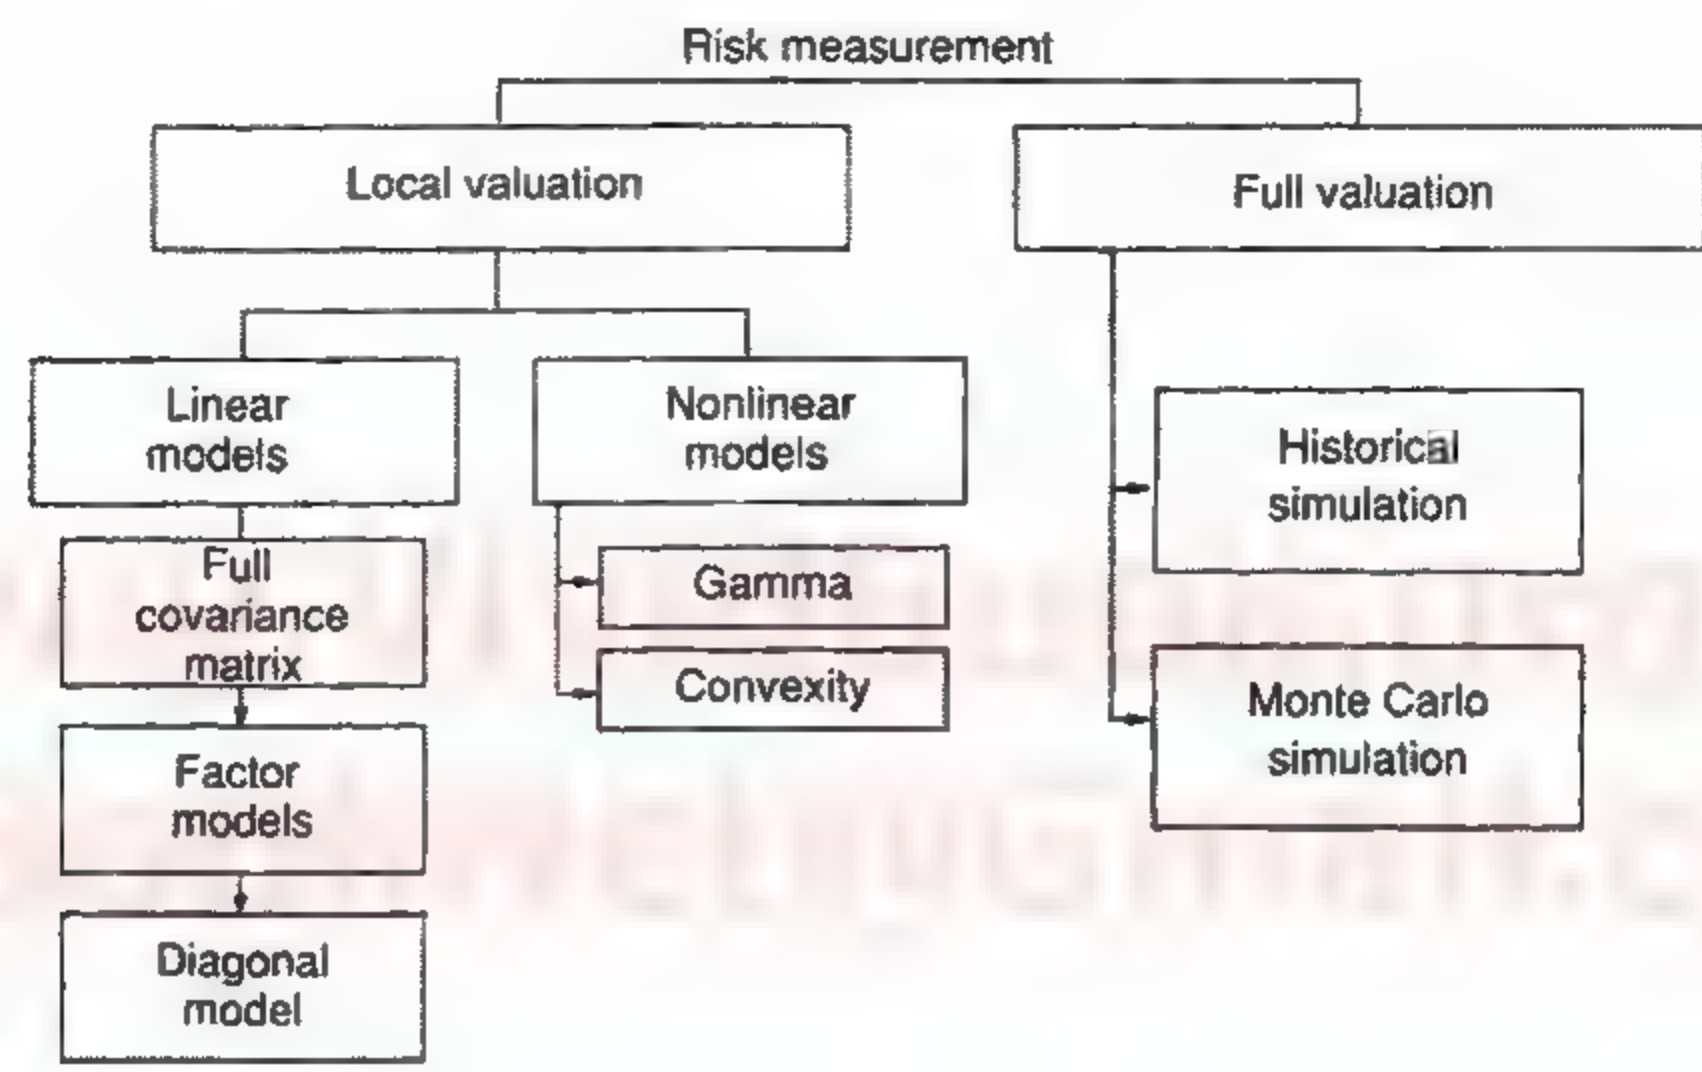 Risk measurement
Local valuation
Full valuation
Linear
models
Nonlinear
models
Full
covariance
matrix
Gamma
Convexity
Factor
models
Diagonal
model
Historical
simulation
Monte Carlo
simulation